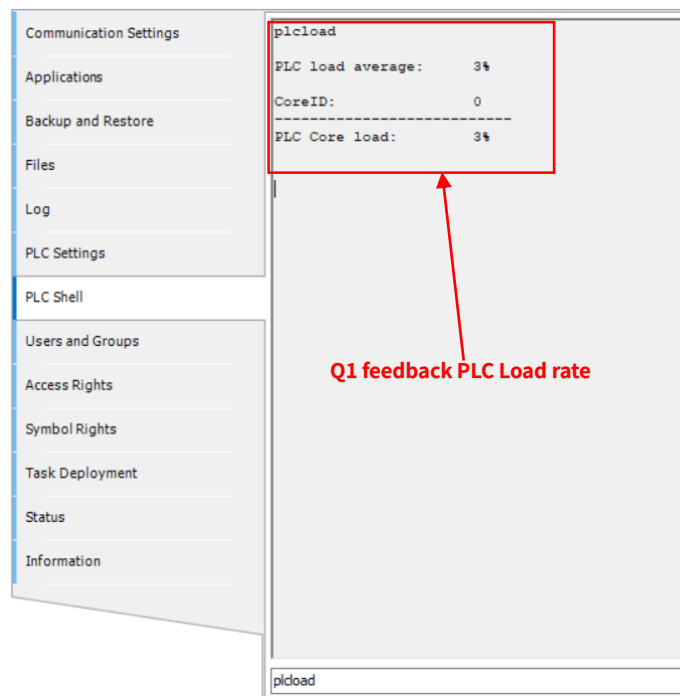 Communication Settings
Applications
Backup and Restore
Files
Log
PLC Settings
PLC Shell
Users and Groups
Access Rights
Symbol Rights
Task Deployment
Status
Information
plcload
PLC load average: 3%
CoreID: 0
----------------------------
PLC Core load: 3%
Q1 feedback PLC Load rate
plcload